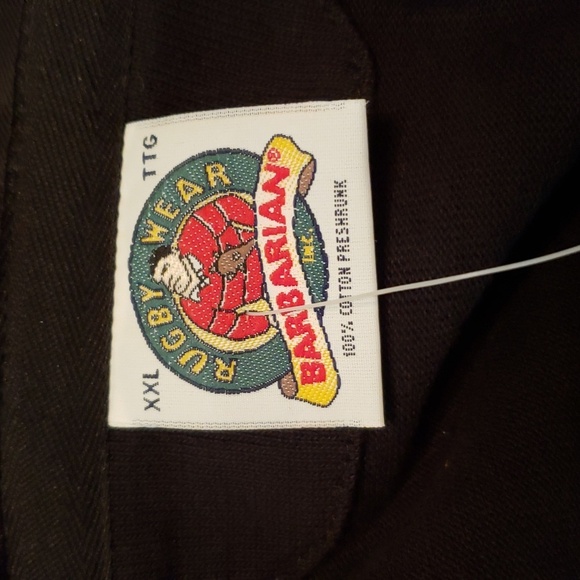 XXL TTG
RUGBY WEAR
BARBARIAN®
INC.
100% COTTON PRESHRUNK